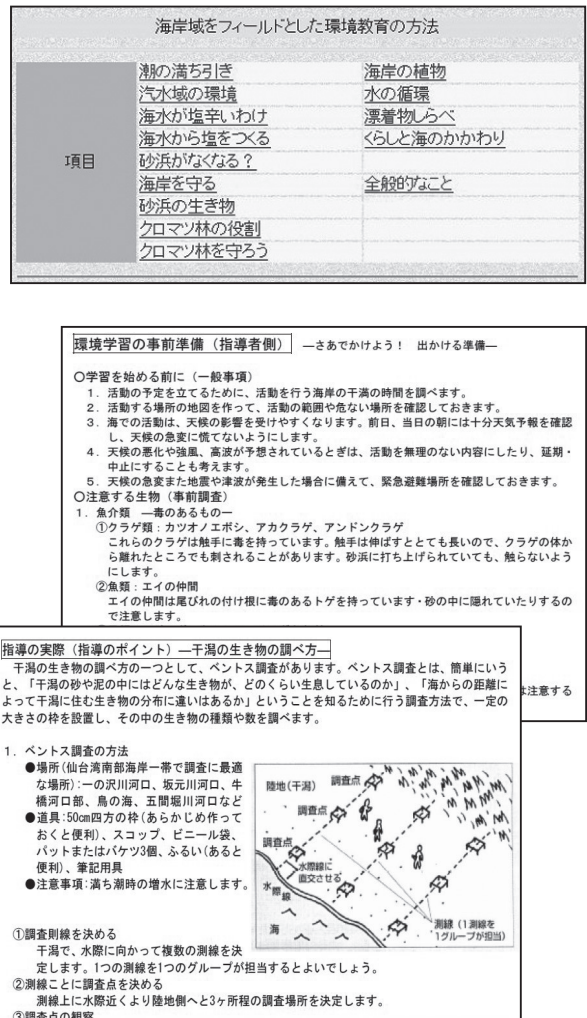 海岸域をフィールドとした環境教育の方法
項目
潮の満ち引き 海岸の植物
汽水域の環境 水の循環
海水が塩辛いわけ 漂着物しらべ
海水から塩をつくる くらしと海のかかわり
砂浜がなくなる？
海岸を守る 全般的なこと
砂浜の生き物
クロマツ林の役割
クロマツ林を守ろう
環境学習の事前準備（指導者側） ―さあでかけよう！ 出かける準備―
○学習を始める前に（一般事項）
1．活動の予定を立てるために、活動を行う海岸の干満の時間を調べます。
2．活動する場所の地図を作って、活動の範囲や危ない場所を確認しておきます。
3．海での活動は、天候の影響を受けやすくなります。前日、当日の朝には十分天気予報を確認
し、天候の急変に慌てないようにします。
4．天候の悪化や強風、高波が予想されているとぎは、活動を無理のない内容にしたり、延期・
中止にすることも考えます。
5．天候の急変また地震や津波が発生した場合に備えて、緊急避難場所を確認しておきます。
○注意する生物（事前調査）
1．魚介類 ―毒のあるもの―
①クラゲ類：カツオノエボシ、アカクラゲ、アンドンクラゲ
これらのクラゲは触手に毒を持っています。触手は伸ばすととても長いので、クラゲの体か
ら離れたところでも刺されることがあります。砂浜に打ち上げられていても、触らないよう
にします。
②魚類：エイの仲間
エイの仲間は尾びれの付け根に毒のあるトゲを持っています・砂の中に隠れていたりするの
で注意します。
は注意する
指導の実際（指導のポイント）―干潟の生き物の調べ方―
干潟の生き物の調べ方の一つとして、ベントス調査があります。ベントス調査とは、簡単にいう
と、「干潟の砂や泥の中にはどんな生き物が、どのくらい生息しているのか」、「海からの距離に
よって干潟に住む生き物の分布に違いはあるか」ということを知るために行う調査方法で、一定の
大きさの枠を設置し、その中の生き物の種類や数を調べます。
1．ベントス調査の方法
●場所(仙台湾南部海岸一帯で調査に最適
な場所):一の沢川河口、坂元川河口、牛
橋河口部、鳥の海、五間堀川河口など
●道具:50cm四方の枠(あらかじめ作って
おくと便利)、スコップ、ビニール袋、
バットまたはバケツ3個、ふるい(あると
便利)、筆記用具
●注意事項:満ち潮時の増水に注意します。
陸地(干潟)
調査点
調査点
調査点
水際線に
直交させる
水際線
海
測線（1測線を
1グループが担当）
①調査則線を決める
干潟で、水際に向かって複数の測線を決
定します。1つの測線を1つのグループが担当するとよいでしょう。
②測線ごとに調査点を決める
測線上に水際近くより陸地側へと3ヶ所程の調査場所を決定します。
③調査点の観察